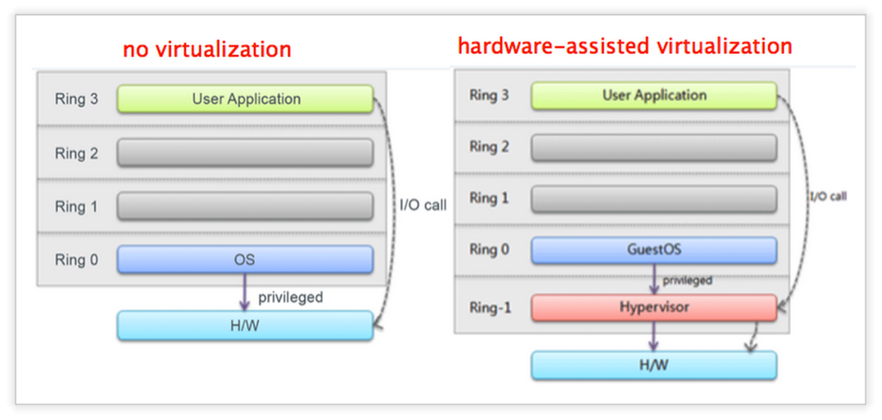 no virtualization
Ring 3
User Application
Ring 2
Ring 1
I/O call
Ring 0
OS
privileged
H/W
hardware-assisted virtualization
Ring 3
User Application
Ring 2
Ring 1
I/O call
Ring 0
GuestOS
privileged
Ring-1
Hypervisor
H/W